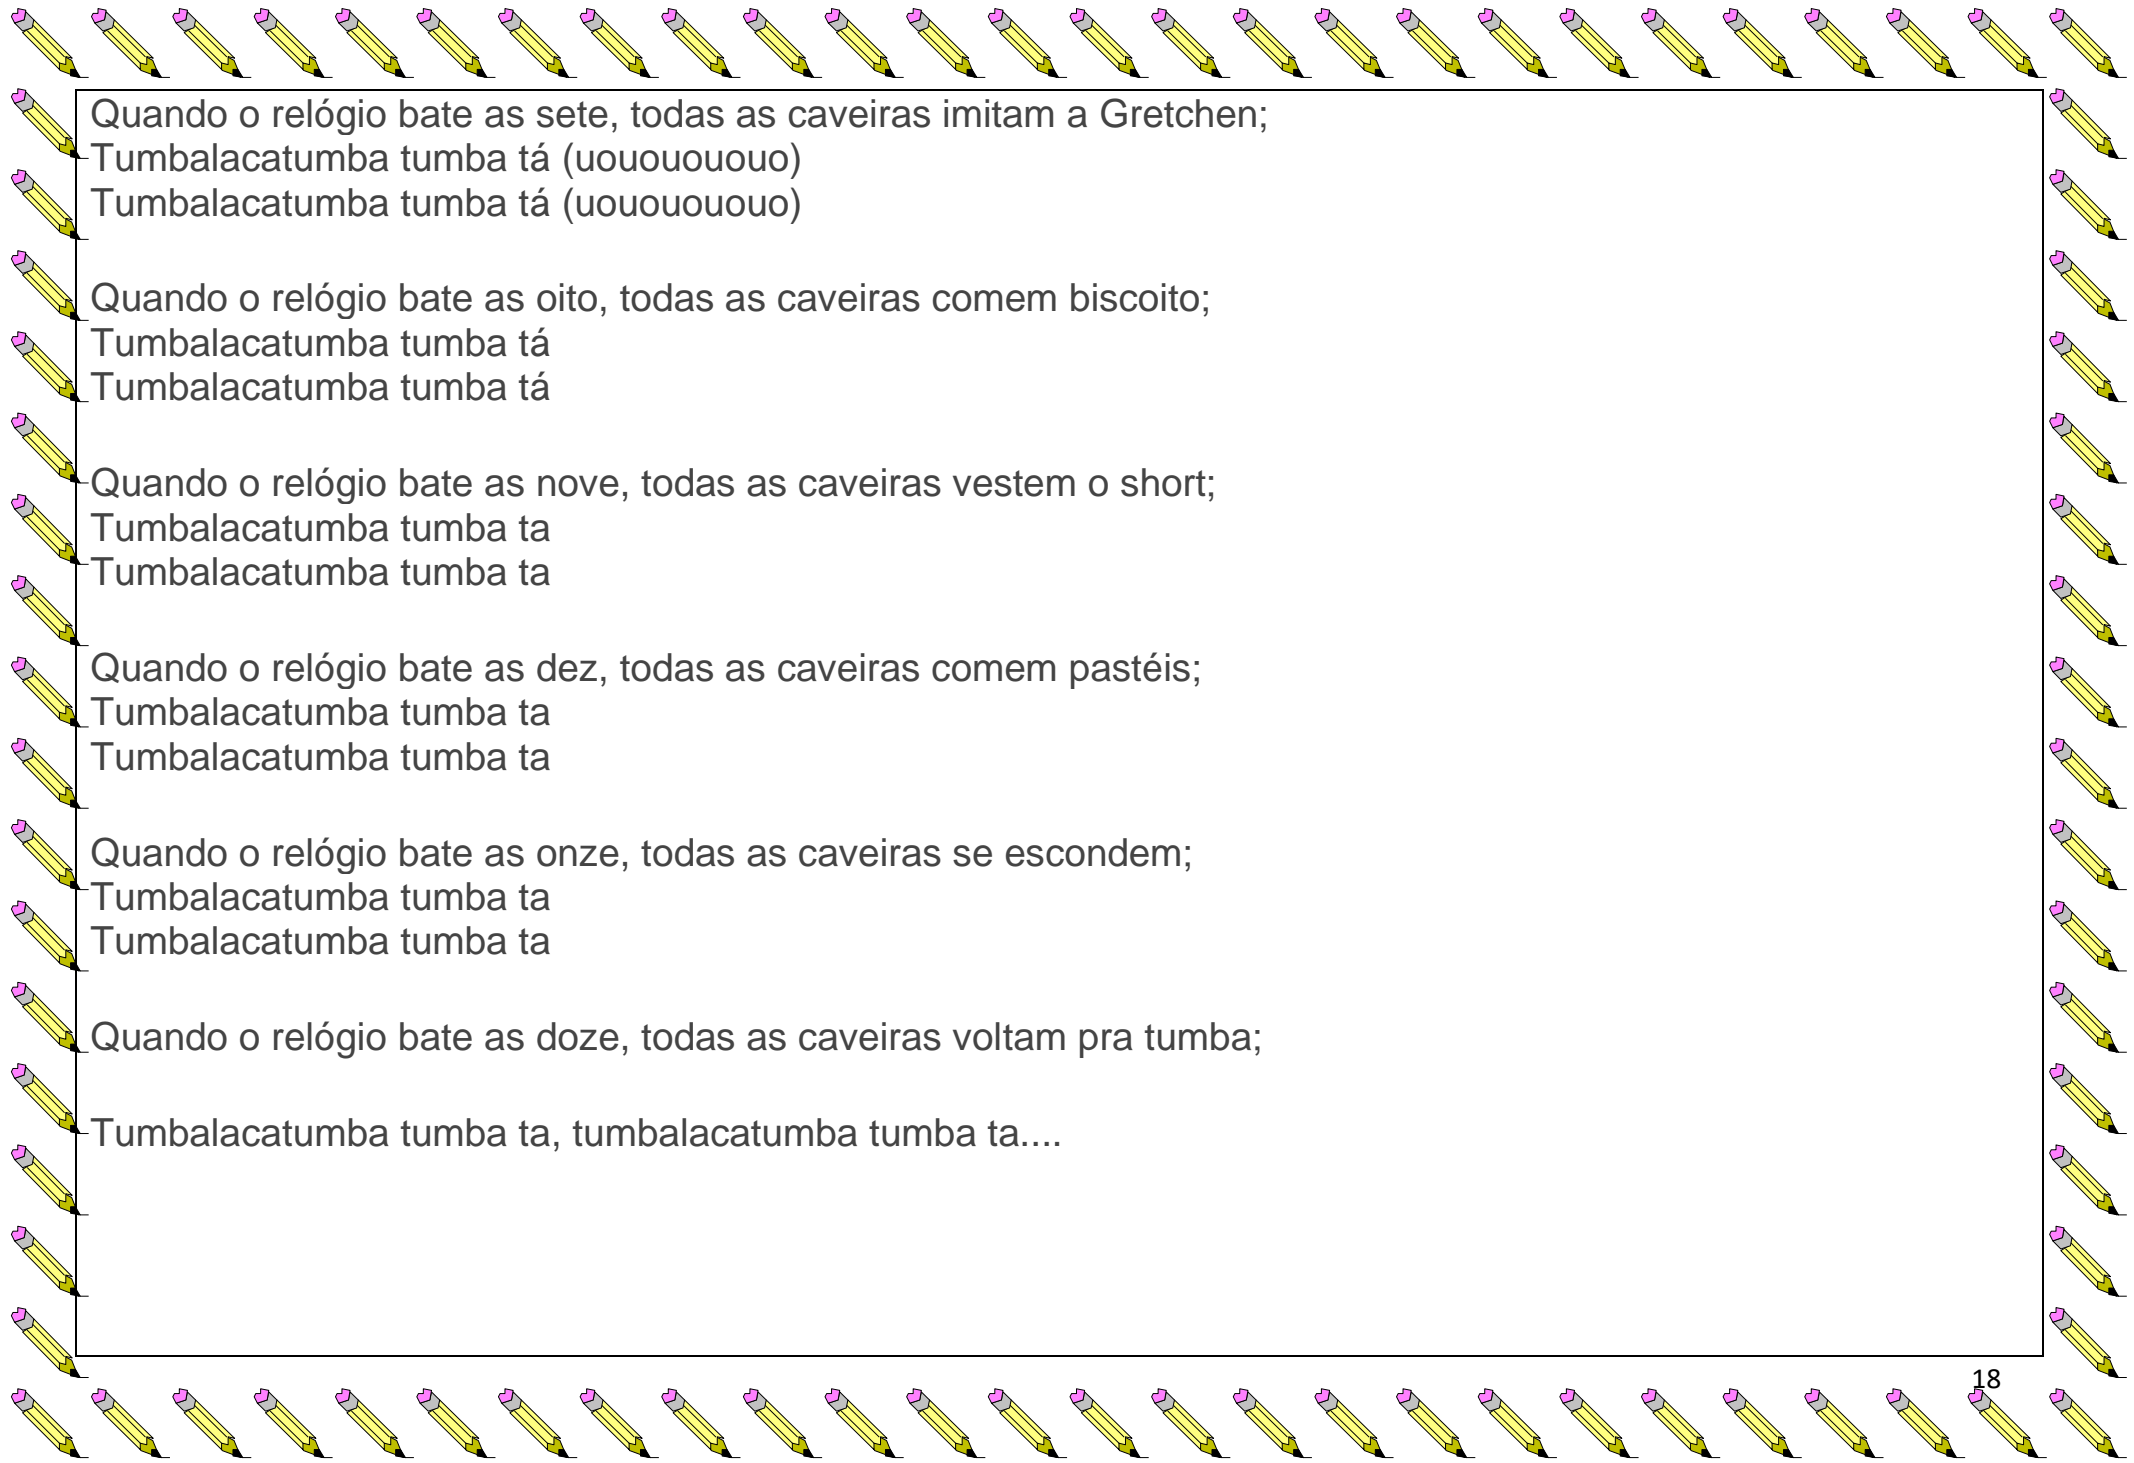 Quando o relógio bate as sete, todas as caveiras imitam a Gretchen;
Tumbalacatumba tumba tá (uouououououo)
Tumbalacatumba tumba tá (uouououououo)
Quando o relógio bate as oito, todas as caveiras comem biscoito;
Tumbalacatumba tumba tá
Tumbalacatumba tumba tá
Quando o relógio bate as nove, todas as caveiras vestem o short;
Tumbalacatumba tumba ta
Tumbalacatumba tumba ta
Quando o relógio bate as dez, todas as caveiras comem pastéis;
Tumbalacatumba tumba ta
Tumbalacatumba tumba ta
Quando o relógio bate as onze, todas as caveiras se escondem;
Tumbalacatumba tumba ta
Tumbalacatumba tumba ta
Quando o relógio bate as doze, todas as caveiras voltam pra tumba;
Tumbalacatumba tumba ta, tumbalacatumba tumba ta....
18